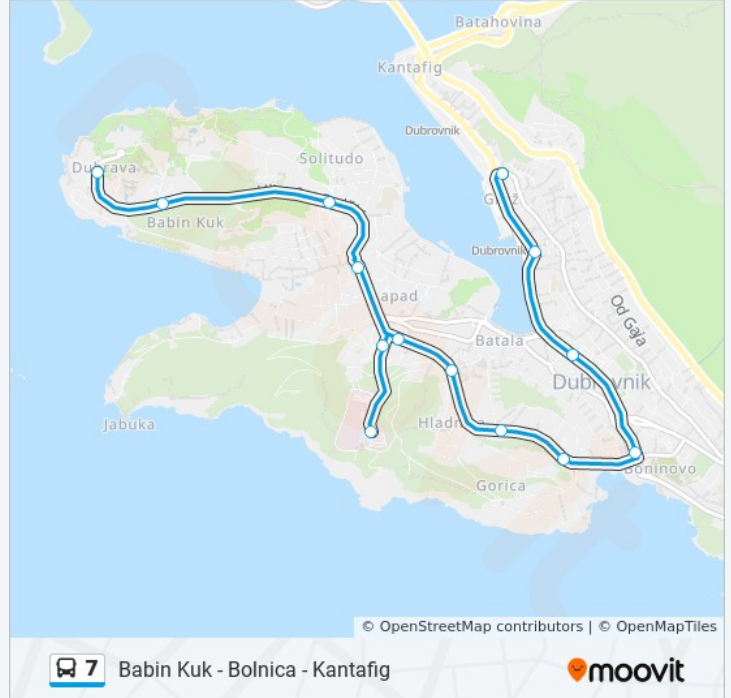 Batahovina
Kantafig
Dubrovnik
Solitudo
Dubrava
Babin Kuk
Dubrovnik
Od Gaja
Batala
Dubrovnik
Jabuka
Boninovo
Gorica
© OpenStreetMap contributors | © OpenMapTiles
7 Babin Kuk - Bolnica - Kantafig
moovit